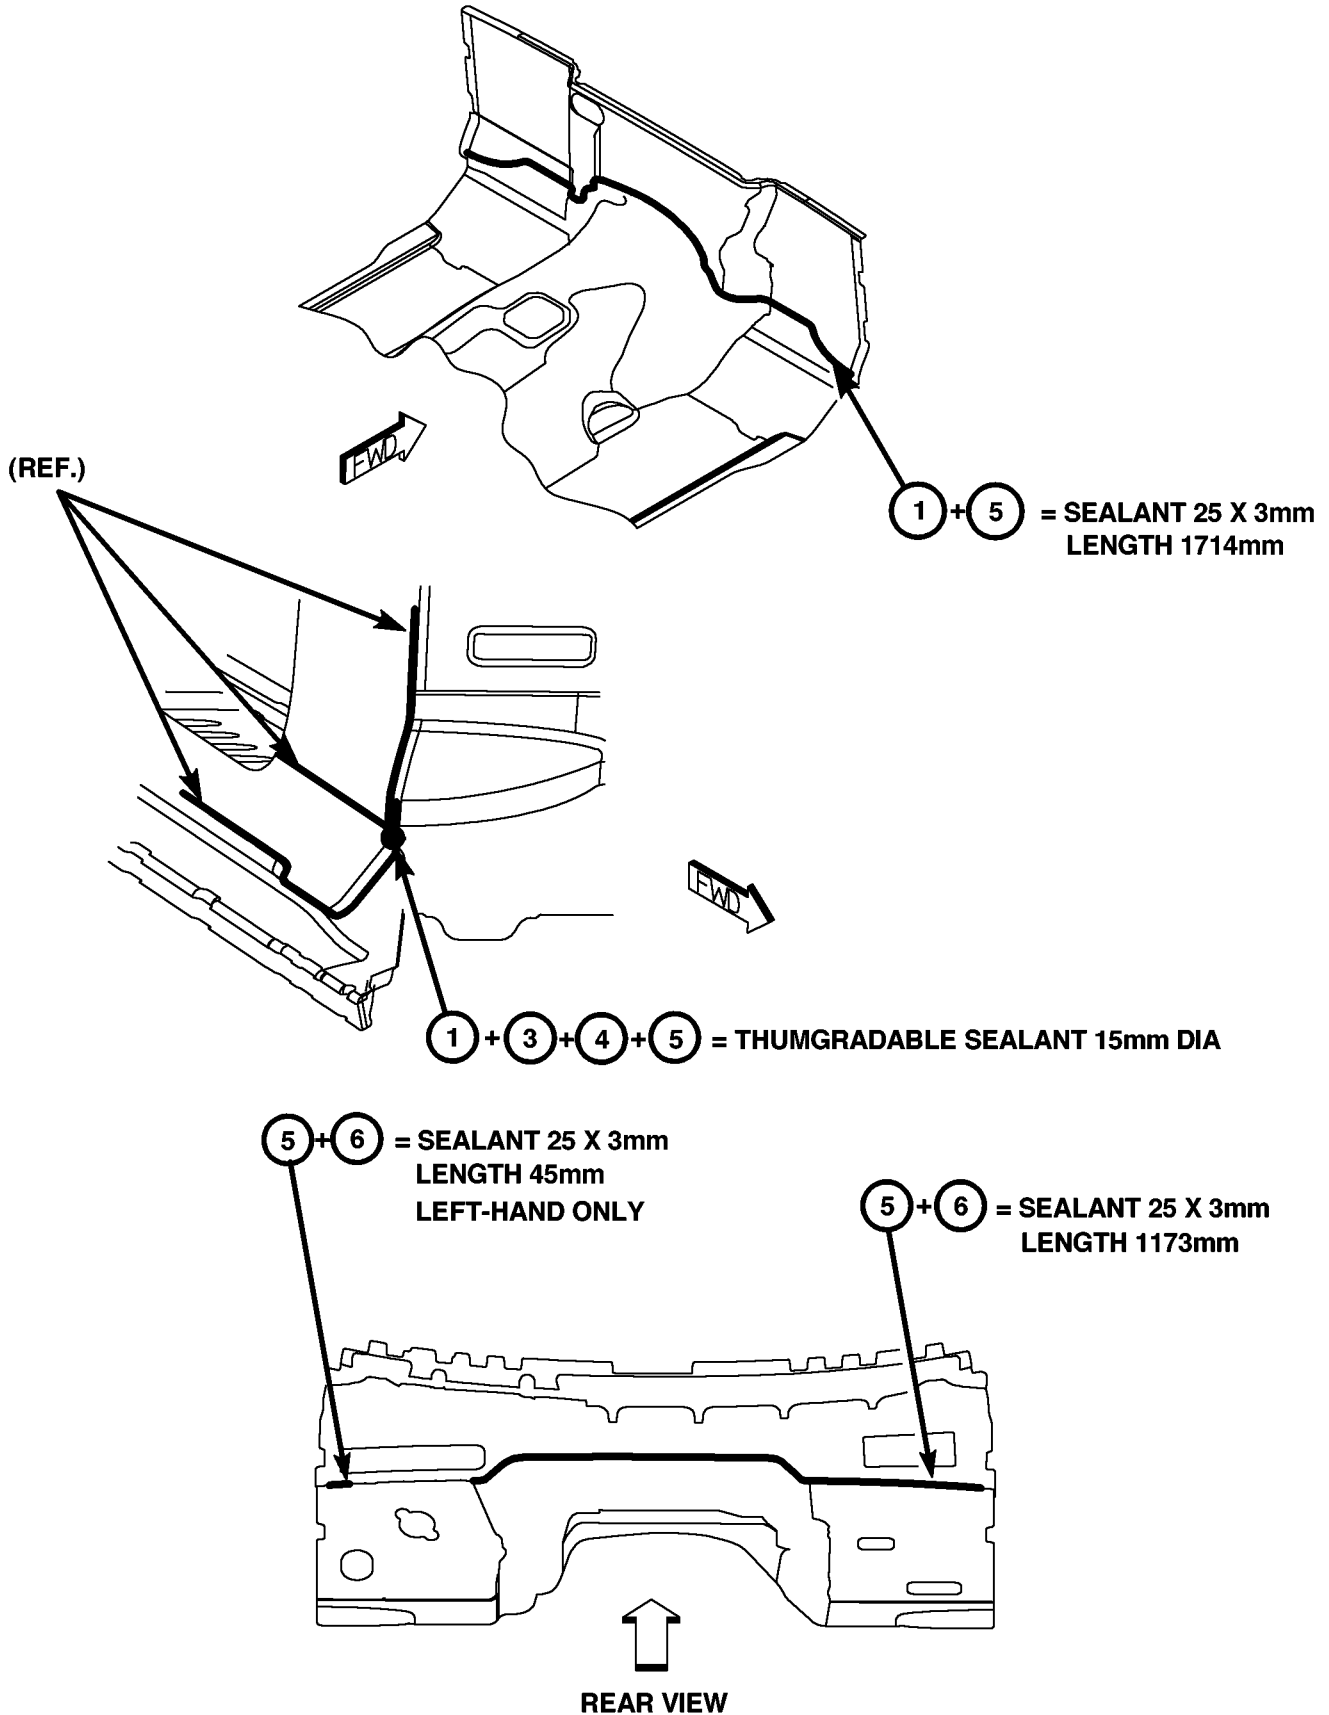 FWD
(REF.)
1 + 5 = SEALANT 25 X 3mm
LENGTH 1714mm
FWD
1 + 3 + 4 + 5 = THUMGRADABLE SEALANT 15mm DIA
5 + 6 = SEALANT 25 X 3mm
LENGTH 45mm
LEFT-HAND ONLY
5 + 6 = SEALANT 25 X 3mm
LENGTH 1173mm
REAR VIEW